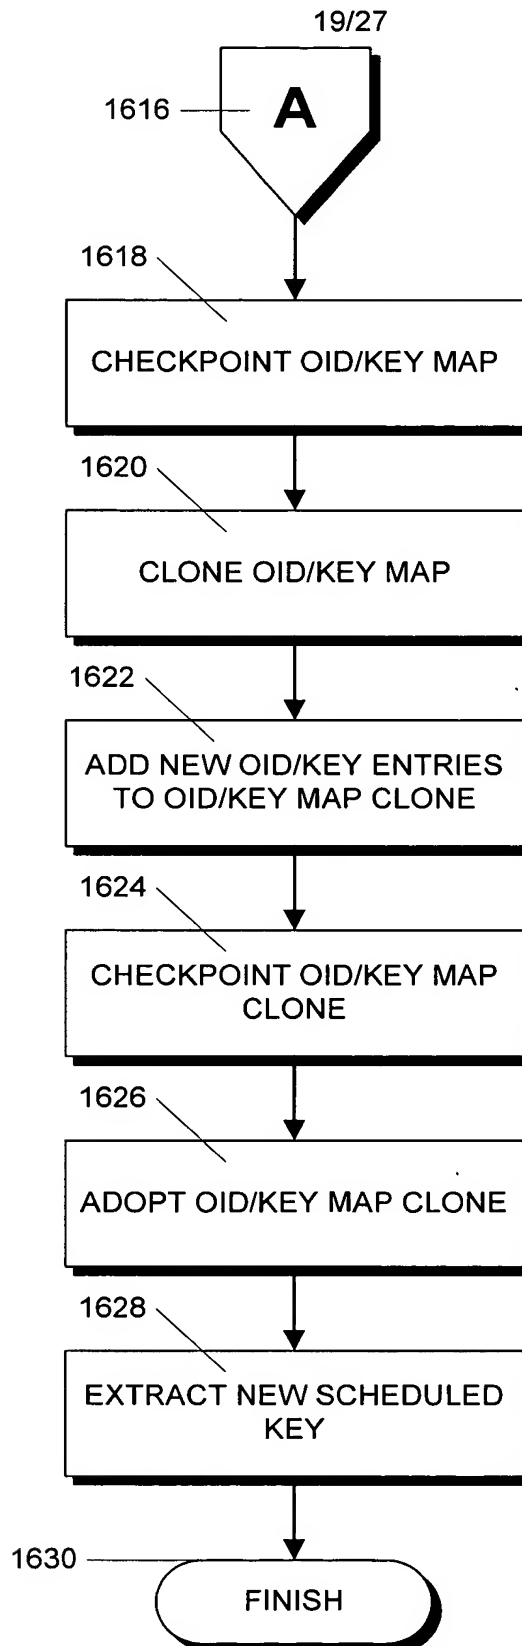 19/27
1616
A
1618
CHECKPOINT OID/KEY MAP
1620
CLONE OID/KEY MAP
1622
ADD NEW OID/KEY ENTRIES
TO OID/KEY MAP CLONE
1624
CHECKPOINT OID/KEY MAP
CLONE
1626
ADOPT OID/KEY MAP CLONE
1628
EXTRACT NEW SCHEDULED
KEY
1630
FINISH